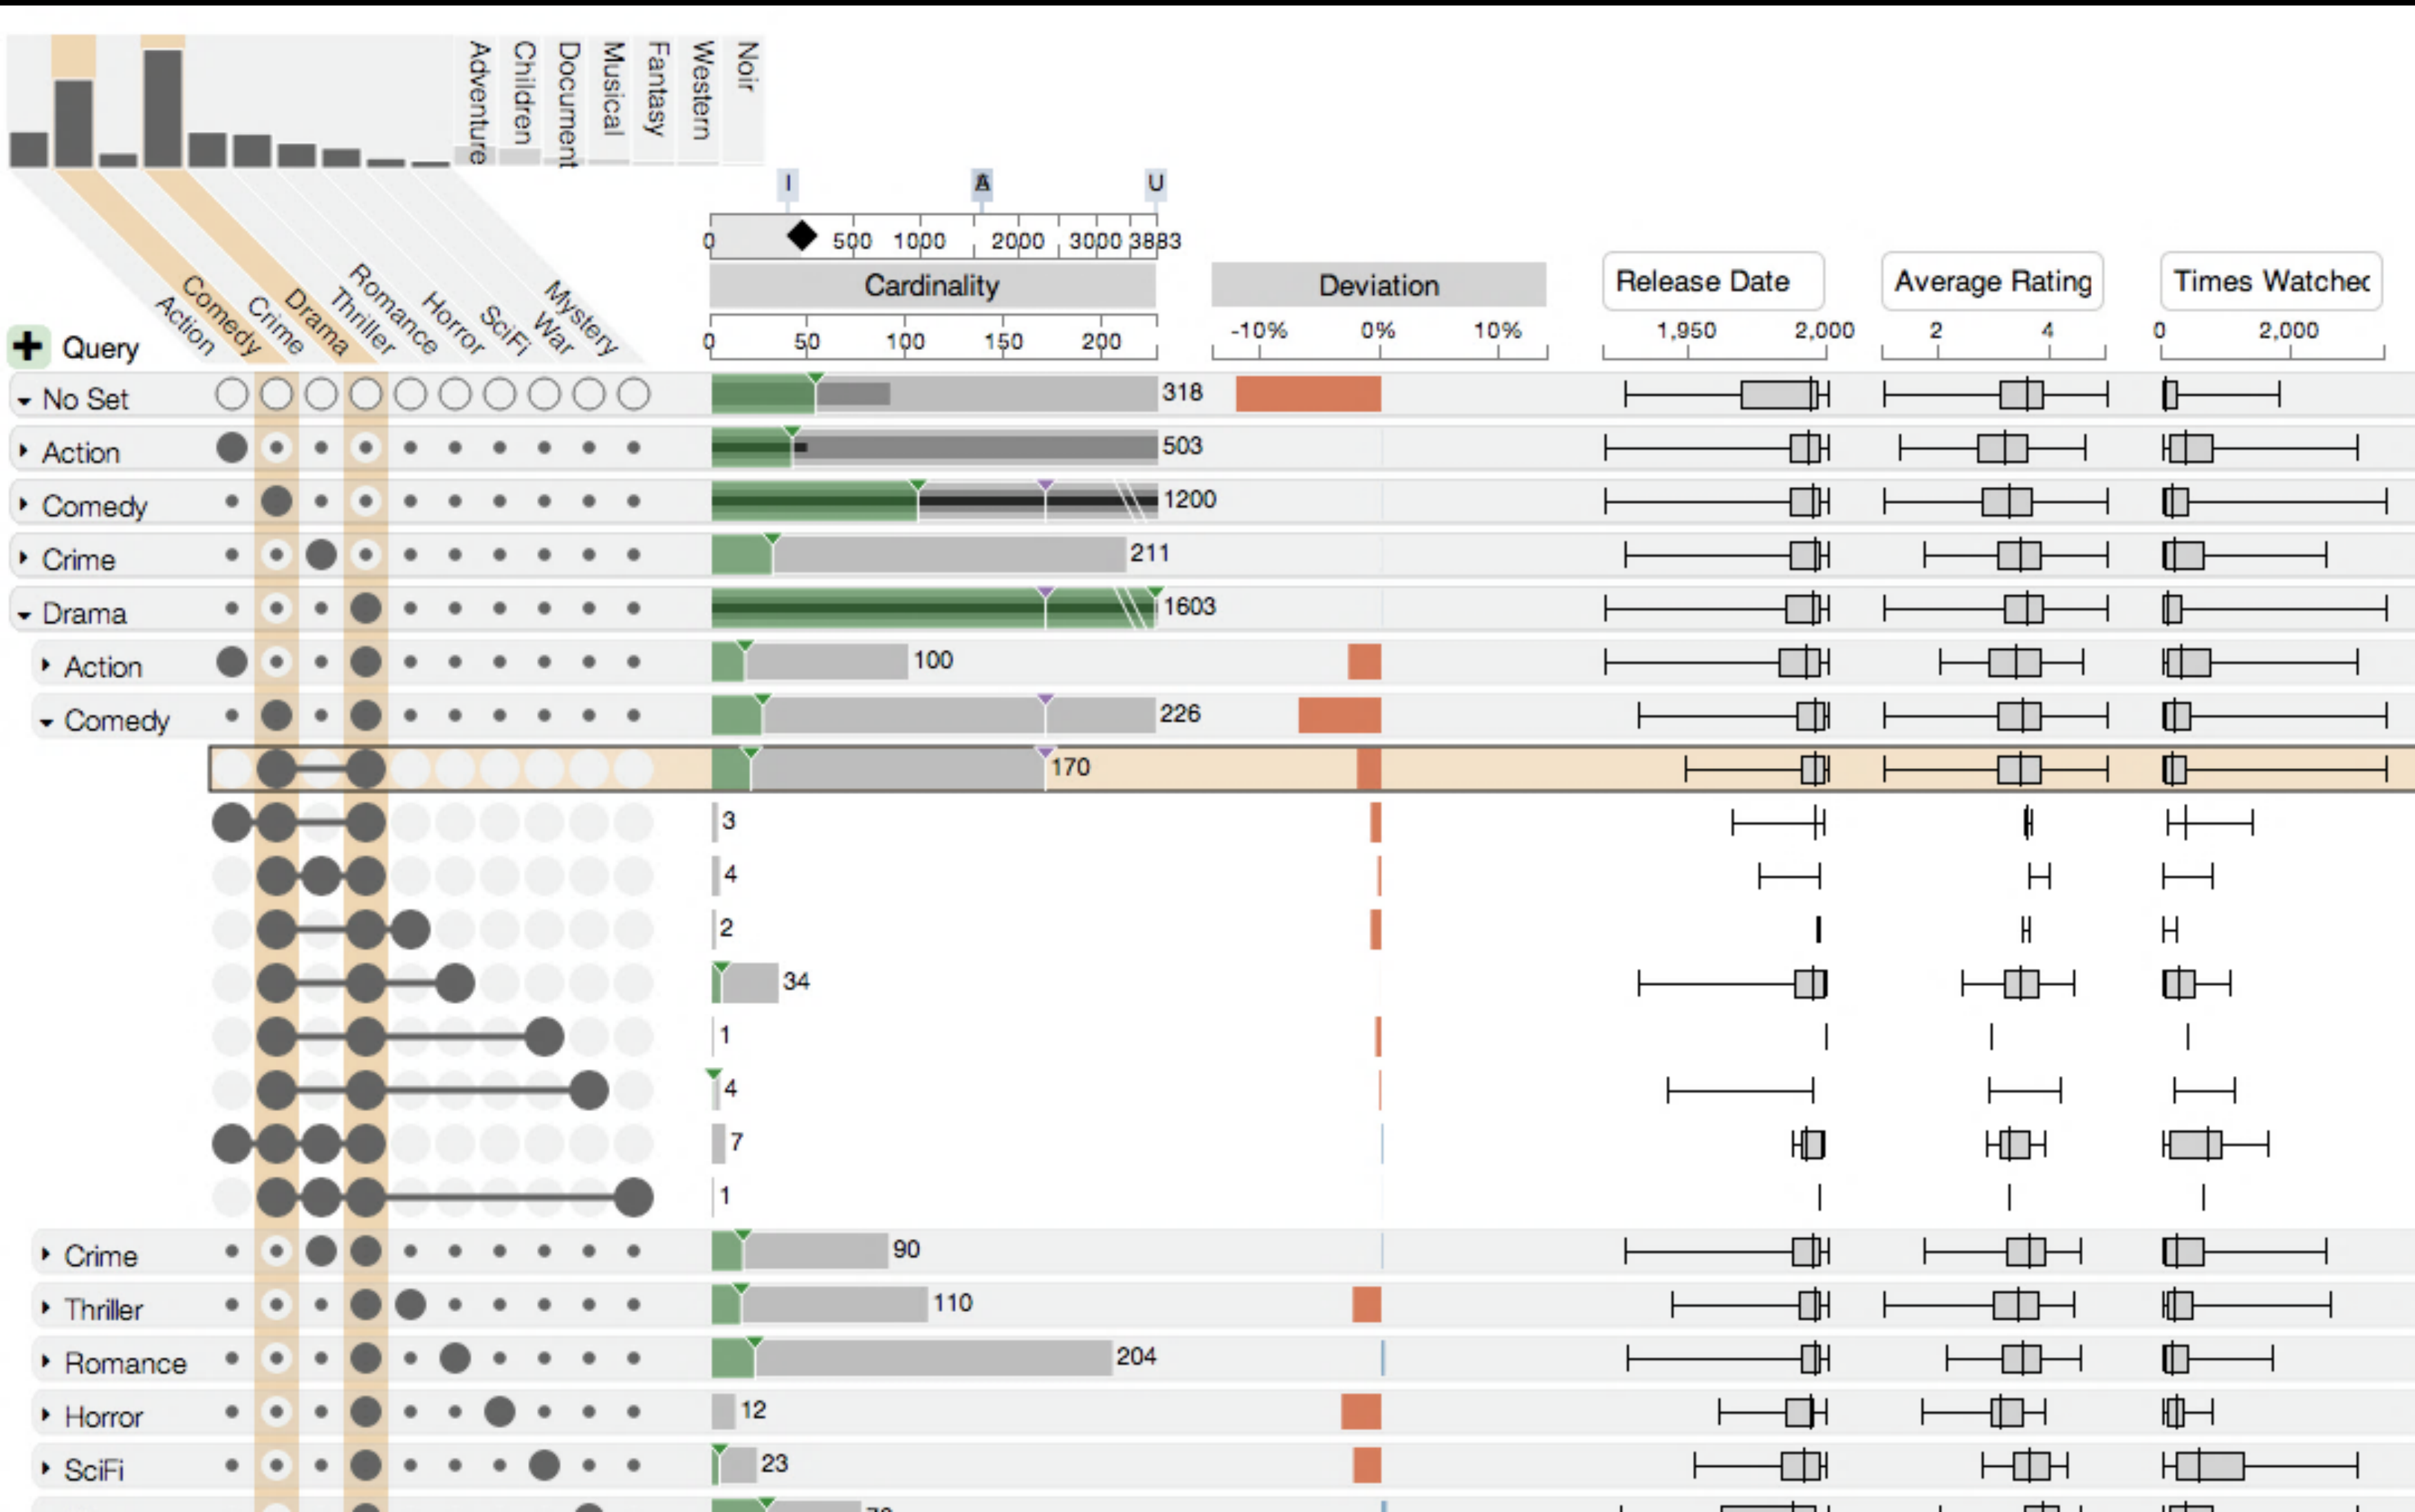 Adventure
Children
Document
Musical
Fantasy
Western
Noir
I
U
0 500 1000 2000 3000 3883
Cardinality Deviation Release Date Average Rating Times Watched
Action
Comedy
Crime
Drama
Thriller
Romance
Horror
SciFi
War
Mystery
0 50 100 150 200 -10% 0% 10% 1,950 2,000 2 4 0 2,000
Query
No Set 318
Action 503
Comedy 1200
Crime 211
Drama 1603
Action 100
Comedy 226
170
3
4
2
34
1
4
7
1
Crime 90
Thriller 110
Romance 204
Horror 12
SciFi 23